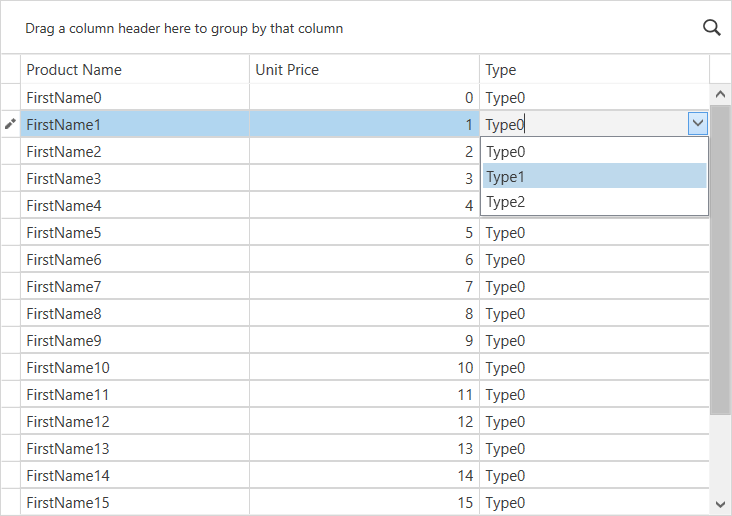 Drag a column header here to group by that column
Product Name Unit Price Type
FirstName0 0 Type0
FirstName1 1 Type0
FirstName2 2 Type0
FirstName3 3 Type1
FirstName4 4 Type2
FirstName5 5 Type0
FirstName6 6 Type0
FirstName7 7 Type0
FirstName8 8 Type0
FirstName9 9 Type0
FirstName10 10 Type0
FirstName11 11 Type0
FirstName12 12 Type0
FirstName13 13 Type0
FirstName14 14 Type0
FirstName15 15 Type0